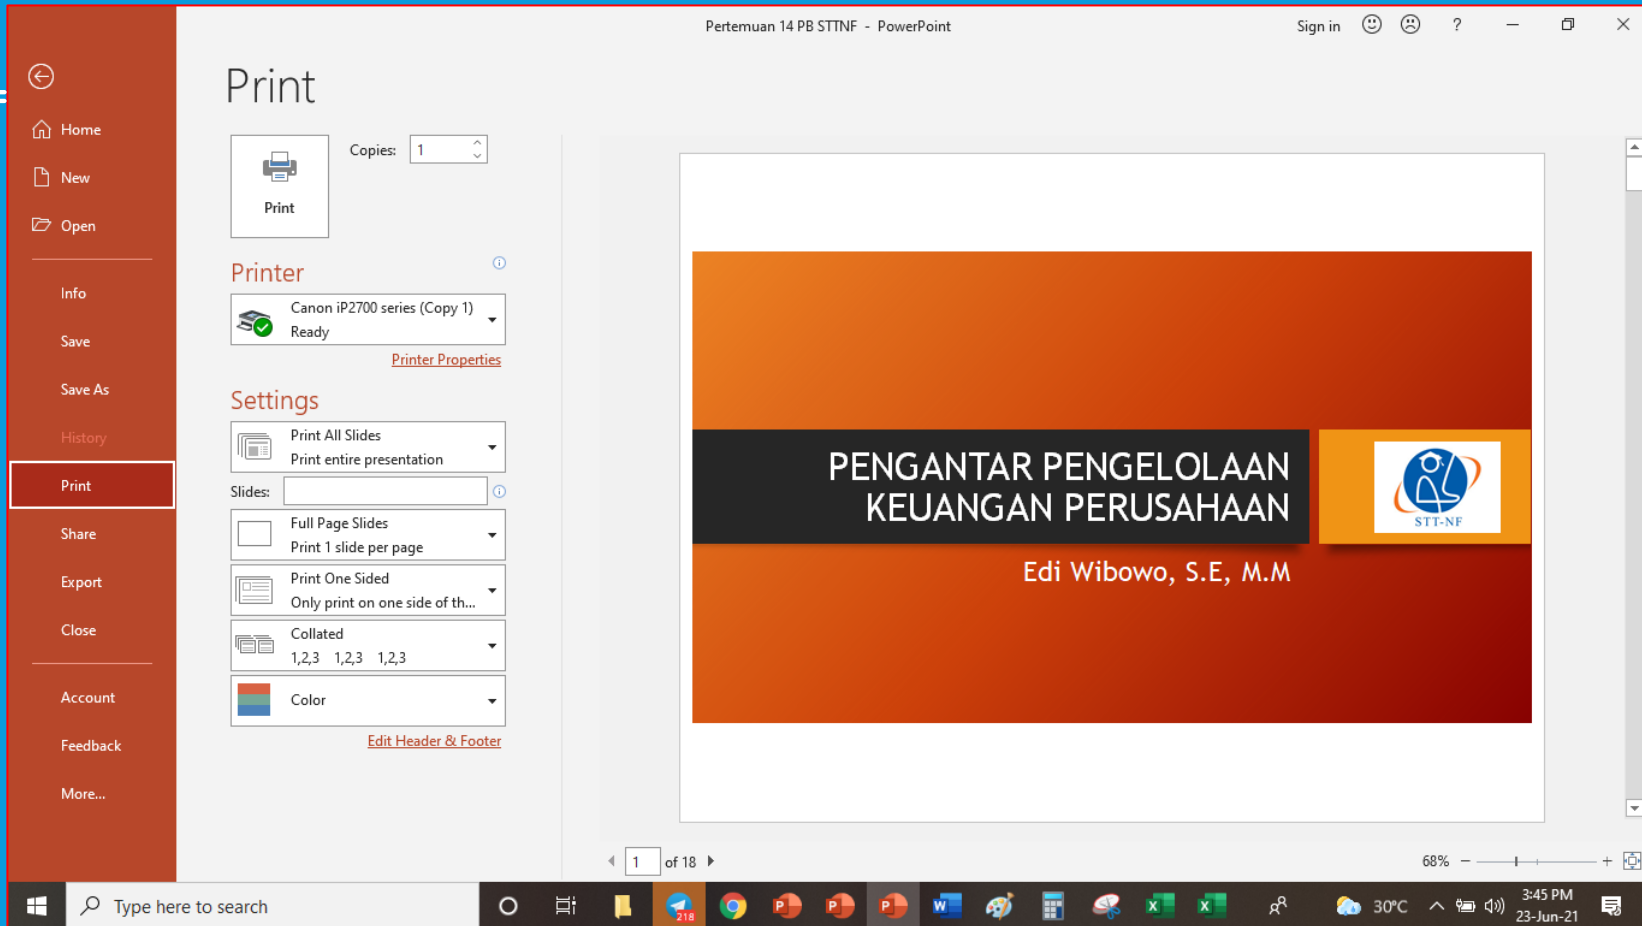 Pertemuan 14 PB STTNF - PowerPoint
Sign in
?
Print
Home
New
Open
Info
Save
Save As
History
Print
Share
Export
Close
Account
Feedback
More...
Print
Copies: 1
Printer
Canon iP2700 series (Copy 1)
Ready
Printer Properties
Settings
Print All Slides
Print entire presentation
Slides:
Full Page Slides
Print 1 slide per page
Print One Sided
Only print on one side of th...
Collated
1,2,3 1,2,3 1,2,3
Color
Edit Header & Footer
PENGANTAR PENGELOLAAN
KEUANGAN PERUSAHAAN
STT-NF
Edi Wibowo, S.E, M.M
1 of 18
68%
Type here to search
218
30°C
3:45 PM
23-Jun-21